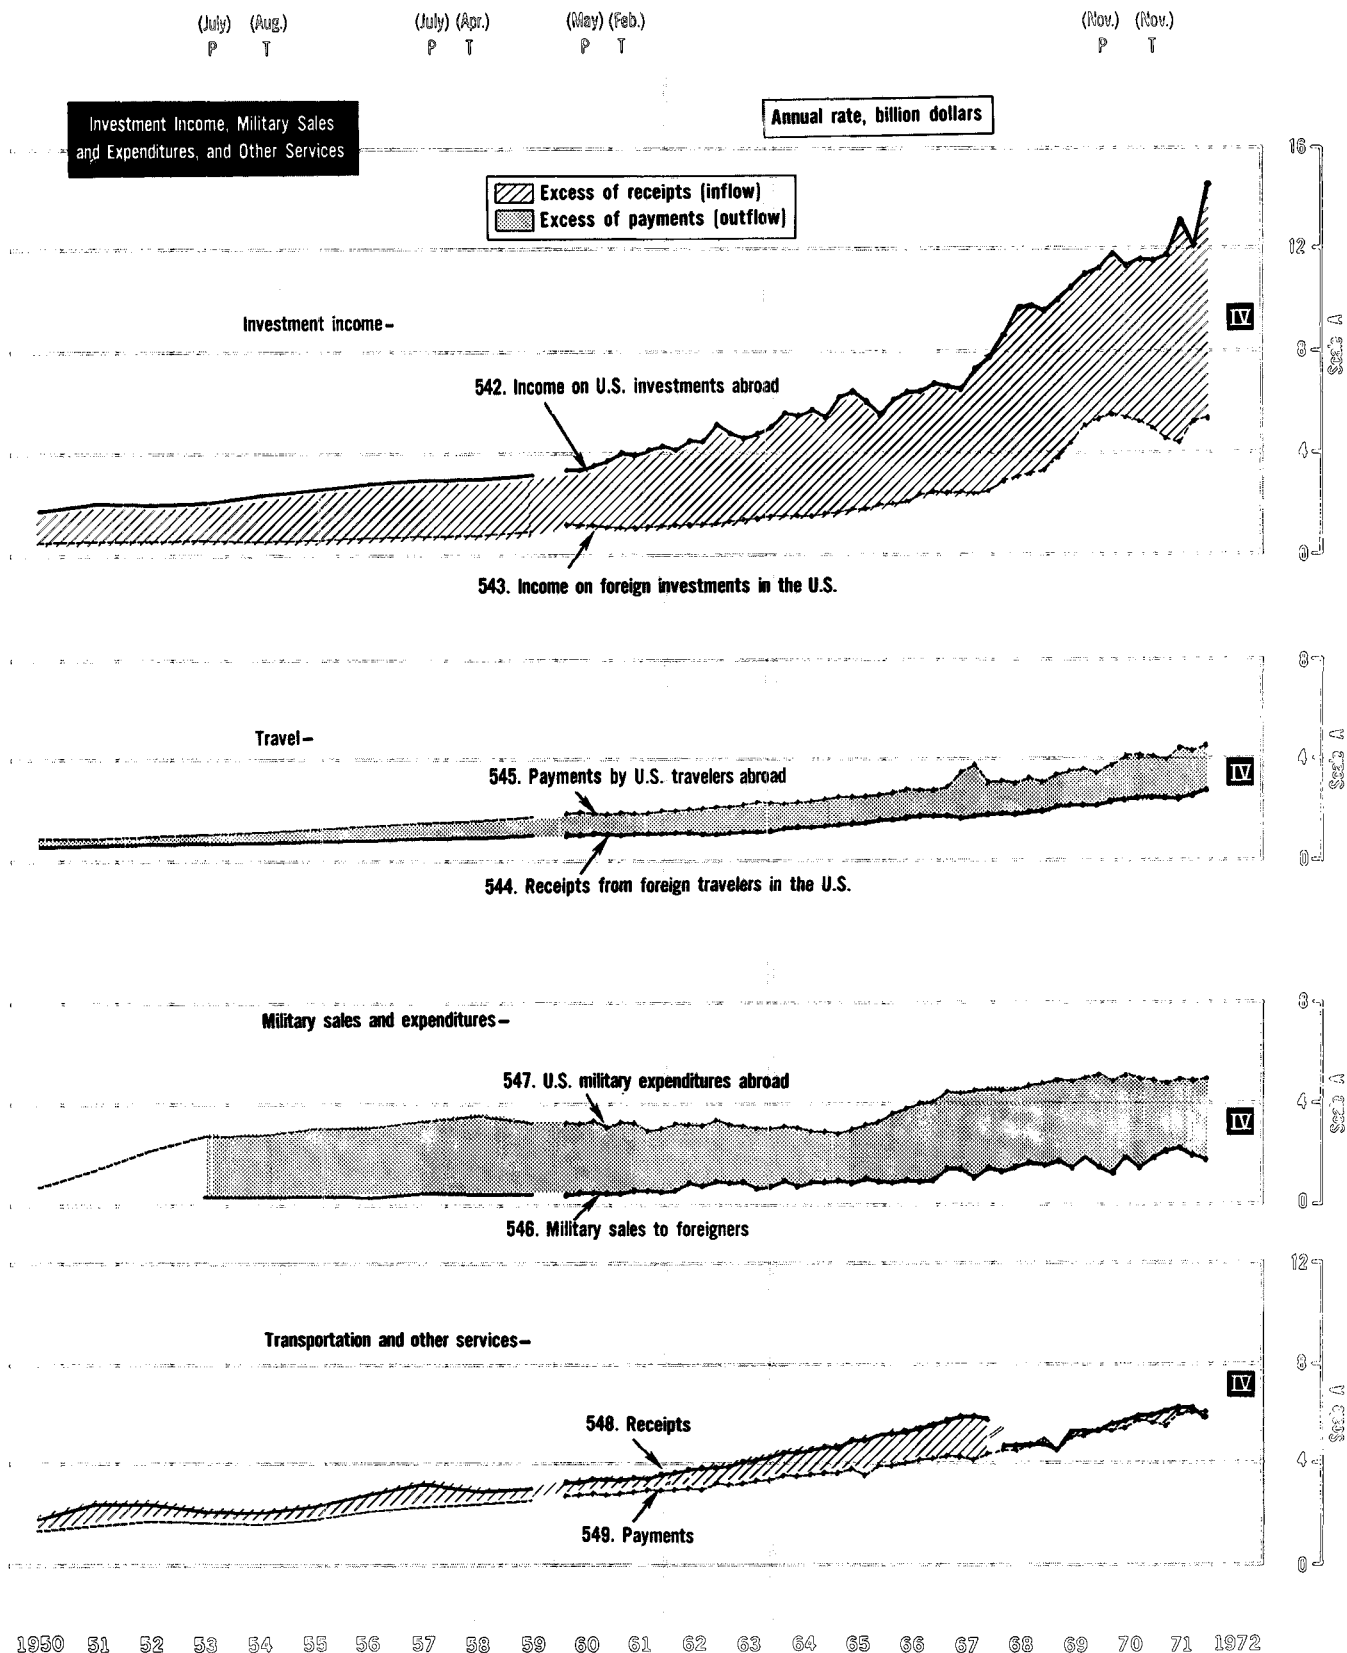 (July) (Aug.) (July) (Apr.) (May) (Feb.) (Nov.) (Nov.)
P T P T P T P T
Investment Income, Military Sales
and Expenditures, and Other Services
Annual rate, billion dollars
Excess of receipts (inflow)
Excess of payments (outflow)
16
12
8
4
0
Scale A
Investment income–
IV
542. Income on U.S. investments abroad
543. Income on foreign investments in the U.S.
8
4
0
Scale A
Travel–
545. Payments by U.S. travelers abroad
IV
544. Receipts from foreign travelers in the U.S.
8
4
0
Scale A
Military sales and expenditures–
547. U.S. military expenditures abroad
IV
546. Military sales to foreigners
12
8
4
0
Scale A
Transportation and other services–
IV
548. Receipts
549. Payments
1950 51 52 53 54 55 56 57 58 59 60 61 62 63 64 65 66 67 68 69 70 71 1972